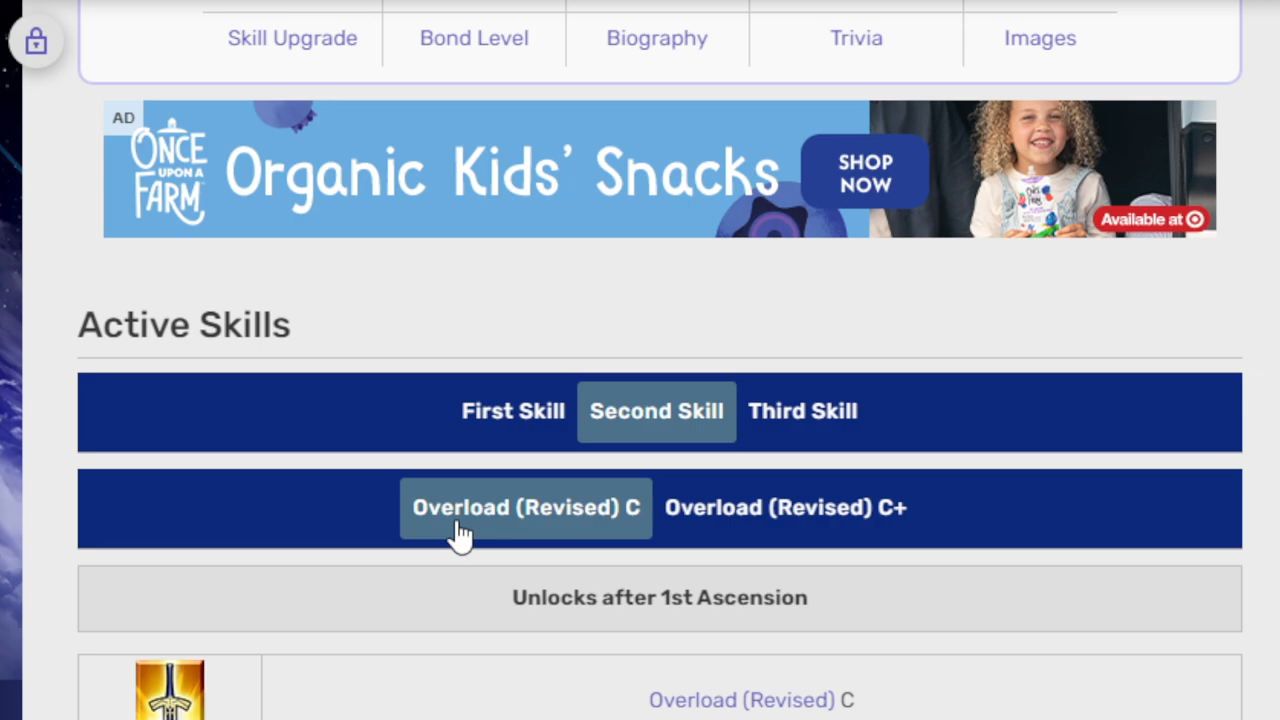 Skill Upgrade Bond Level Biography Trivia Images
AD
ONCE UPON A FARM
Organic Kids' Snacks
SHOP NOW
Available at
Active Skills
First Skill Second Skill Third Skill
Overload (Revised) C Overload (Revised) C+
Unlocks after 1st Ascension
Overload (Revised) C